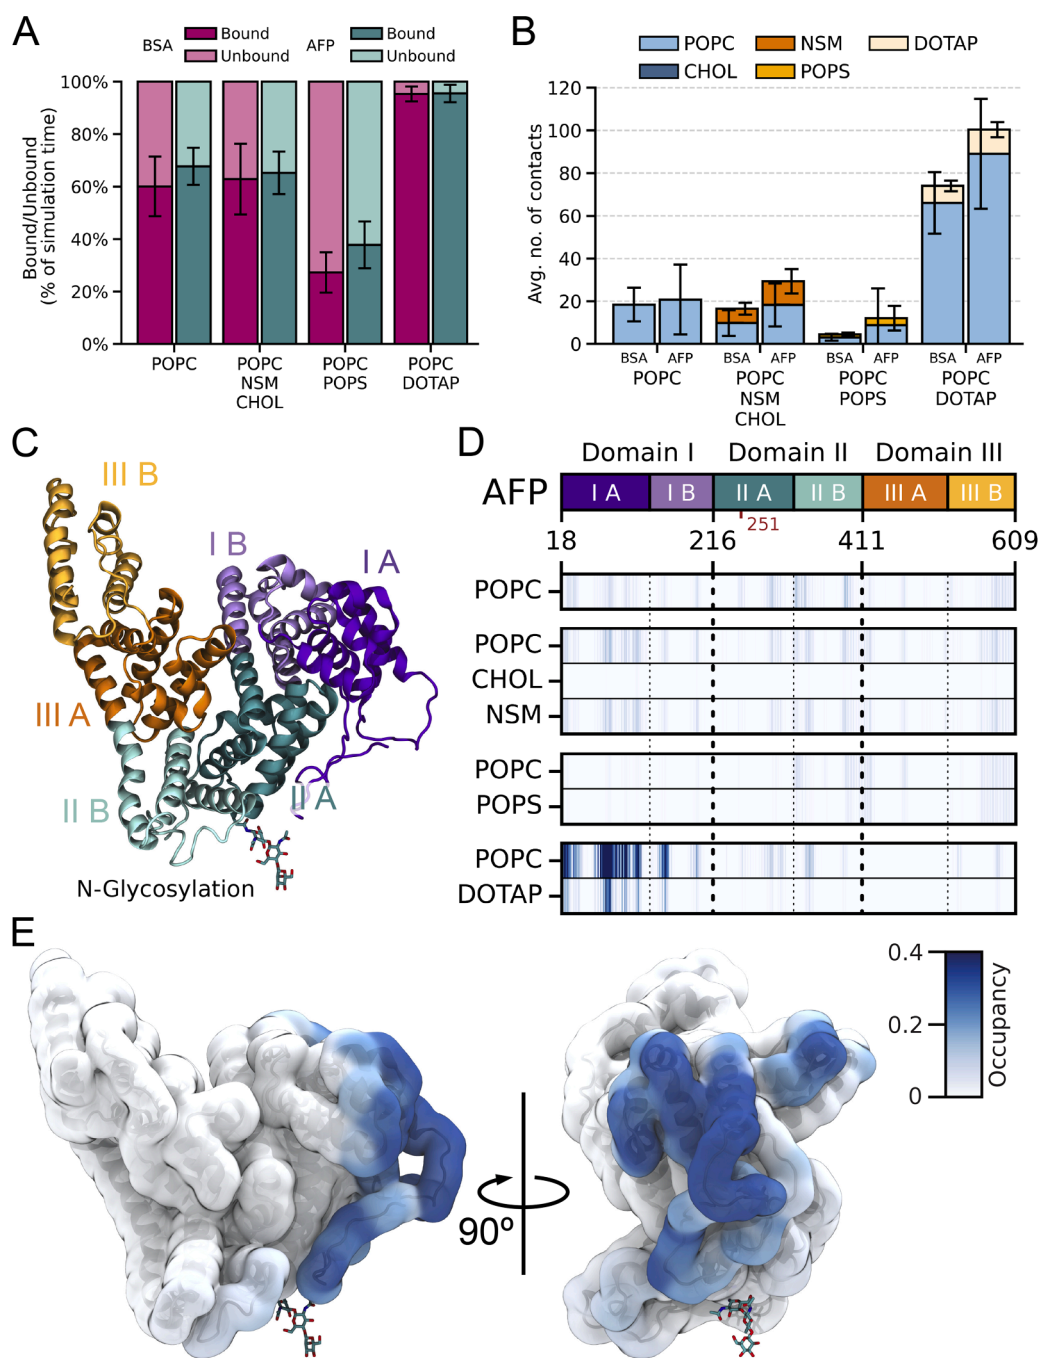 A
BSA
Bound
Unbound
AFP
Bound
Unbound
Bound/Unbound
(% of simulation time)
100%
80%
60%
40%
20%
0%
POPC
POPC
NSM
CHOL
POPC
POPS
POPC
DOTAP
B
POPC
NSM
DOTAP
CHOL
POPS
Avg. no. of contacts
120
100
80
60
40
20
0
BSA AFP
BSA AFP
BSA AFP
BSA AFP
POPC
POPC
NSM
CHOL
POPC
POPS
POPC
DOTAP
C
III B
I B
I A
III A
II B
II A
N-Glycosylation
D
Domain I Domain II Domain III
AFP
I A I B II A II B III A III B
251
18 216 411 609
POPC
POPC
CHOL
NSM
POPC
POPS
POPC
DOTAP
E
90º
0.4
0.2
0
Occupancy